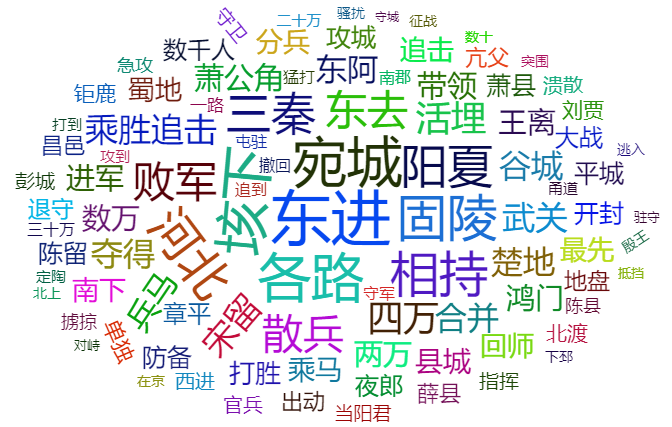 守卫
二十万
骚扰
守城
征战
数千人
分兵
攻城
追击
数十
突围
急攻
萧公角
猛打
东阿
南郡
带领
亢父
萧县
溃散
钜鹿
蜀地
一路
三秦
东去
活埋
王离
刘贾
大战
打到
乘胜追击
昌邑
攻到
屯驻
撤回
宛城
阳夏
谷城
平城
逃入
彭城
进军
败军
追到
甬道
退守
数万
垓下
东进
固陵
武关
开封
驻守
三十万
陈留
夺得
河北
各路
相持
楚地
最先
殷王
抵挡
定陶
北上
南下
兵马
守军
鸿门
地盘
陈县
掳掠
章平
宋留
散兵
四万
合并
北渡
对峙
单独
防备
两万
县城
回师
下邳
在京
西进
打胜
乘马
夜郎
薛县
指挥
官兵
出动
当阳君